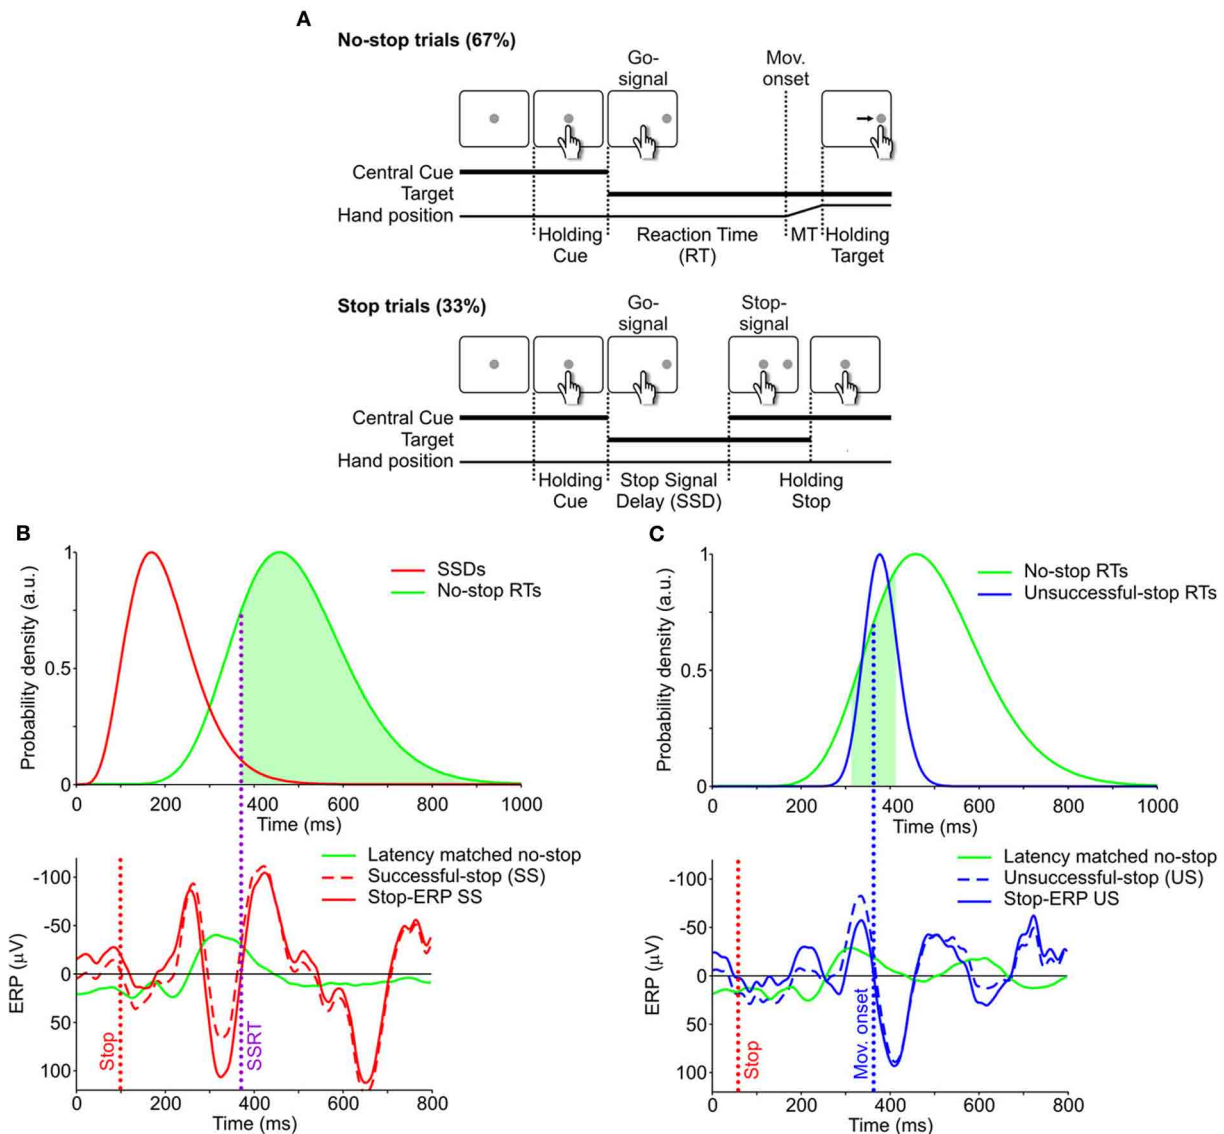 A
No-stop trials (67%)
Go-
signal
Mov.
onset
Central Cue
Target
Hand position
Holding
Cue
Reaction Time
(RT)
MT
Holding
Target
Stop trials (33%)
Go-
signal
Stop-
signal
Central Cue
Target
Hand position
Holding
Cue
Stop Signal
Delay (SSD)
Holding
Stop
B
Probability density (a.u.)
1
0.5
0
SSDs
No-stop RTs
0 200 400 600 800 1000
Time (ms)
ERP (µV)
-100
-50
0
50
100
Latency matched no-stop
Successful-stop (SS)
Stop-ERP SS
Stop
SSRT
0 200 400 600 800
Time (ms)
C
Probability density (a.u.)
1
0.5
0
No-stop RTs
Unsuccessful-stop RTs
0 200 400 600 800 1000
Time (ms)
ERP (µV)
-100
-50
0
50
100
Latency matched no-stop
Unsuccessful-stop (US)
Stop-ERP US
Stop
Mov. onset
0 200 400 600 800
Time (ms)